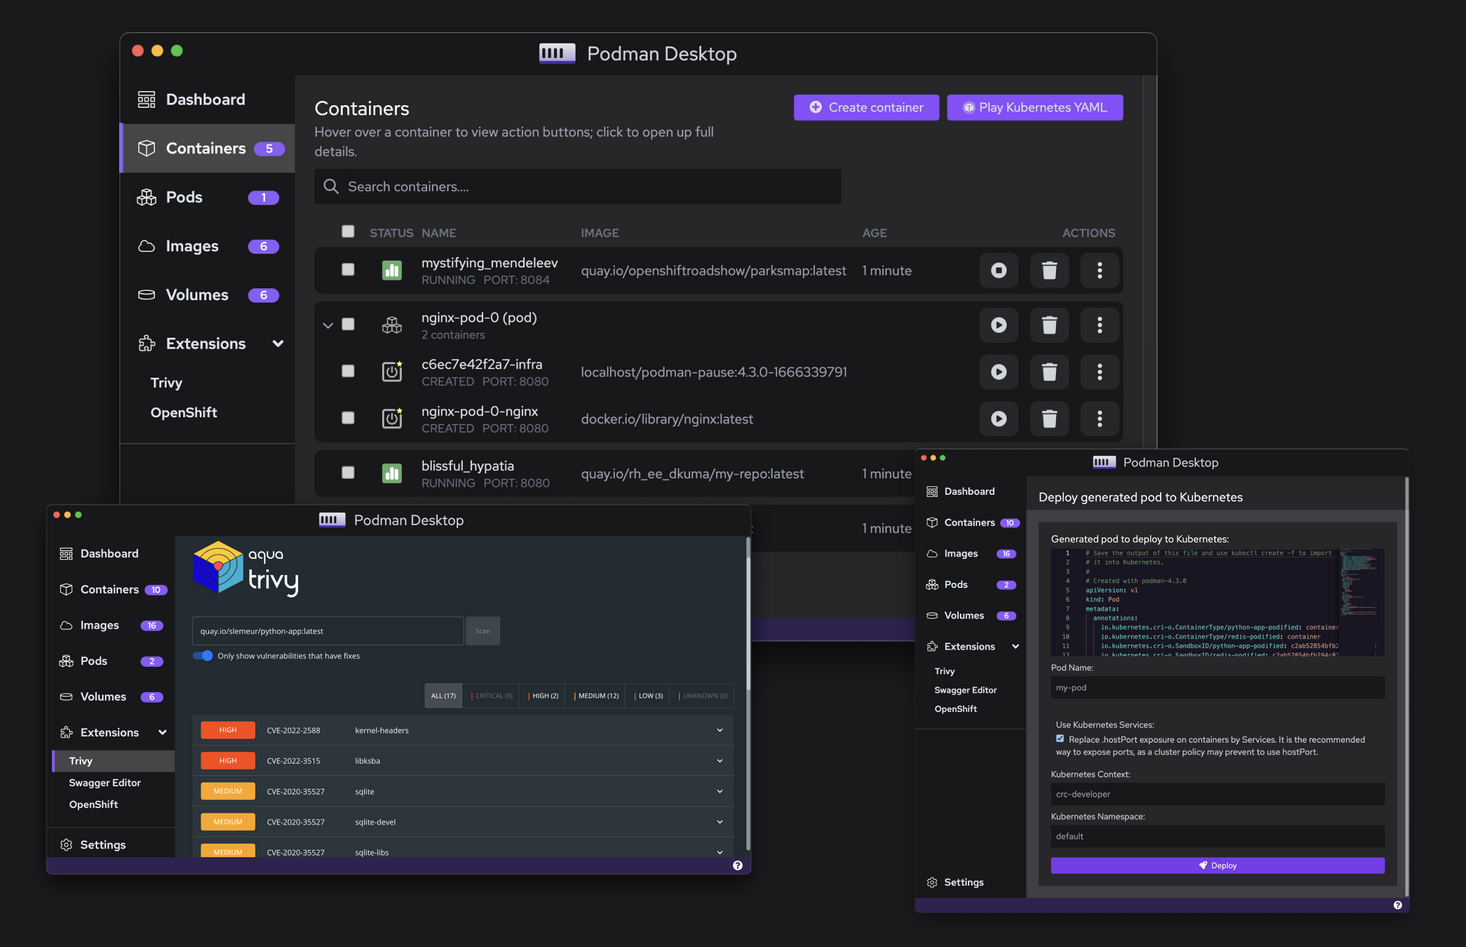 Podman Desktop
Dashboard
Containers 5
Pods 1
Images 6
Volumes 6
Extensions
Trivy
OpenShift
Containers
Hover over a container to view action buttons; click to open up full
details.
Create container
Play Kubernetes YAML
Search containers....
STATUS NAME IMAGE AGE ACTIONS
mystifying_mendeleev
RUNNING PORT: 8084
quay.io/openshiftroadshow/parksmap:latest
1 minute
nginx-pod-0 (pod)
2 containers
c6ec7e42f2a7-infra
CREATED PORT: 8080
localhost/podman-pause:4.3.0-1666339791
nginx-pod-0-nginx
CREATED PORT: 8080
docker.io/library/nginx:latest
blissful_hypatia
RUNNING PORT: 8080
quay.io/rh_ee_dkuma/my-repo:latest
1 minute
1 minute
Podman Desktop
Dashboard
Containers 10
Images 16
Pods 2
Volumes 6
Extensions
Trivy
Swagger Editor
OpenShift
Settings
aqua
trivy
quay.io/slemeur/python-app:latest
Scan
Only show vulnerabilities that have fixes
ALL (17) CRITICAL (0) HIGH (2) MEDIUM (12) LOW (3) UNKNOWN (0)
HIGH CVE-2022-2588 kernel-headers
HIGH CVE-2022-3515 libksba
MEDIUM CVE-2020-35527 sqlite
MEDIUM CVE-2020-35527 sqlite-devel
MEDIUM CVE-2020-35527 sqlite-libs
?
Podman Desktop
Dashboard
Containers 10
Images 16
Pods 2
Volumes 6
Extensions
Trivy
Swagger Editor
OpenShift
Settings
Deploy generated pod to Kubernetes
Generated pod to deploy to Kubernetes:
1 # Save the output of this file and use kubectl create -f to import
2 # it into Kubernetes.
3 #
4 # Created with podman-4.3.0
5 apiVersion: v1
6 kind: Pod
7 metadata:
8 annotations:
9 io.kubernetes.cri-o.ContainerType/python-app-podified: container
10 io.kubernetes.cri-o.ContainerType/redis-podified: container
11 io.kubernetes.cri-o.SandboxID/python-app-podified: c2ab52854bfb2
12 io.kubernetes.cri-o.SandboxID/redis-podified:
Pod Name:
my-pod
Use Kubernetes Services:
Replace .hostPort exposure on containers by Services. It is the recommended
way to expose ports, as a cluster policy may prevent to use hostPort.
Kubernetes Context:
crc-developer
Kubernetes Namespace:
default
Deploy
?